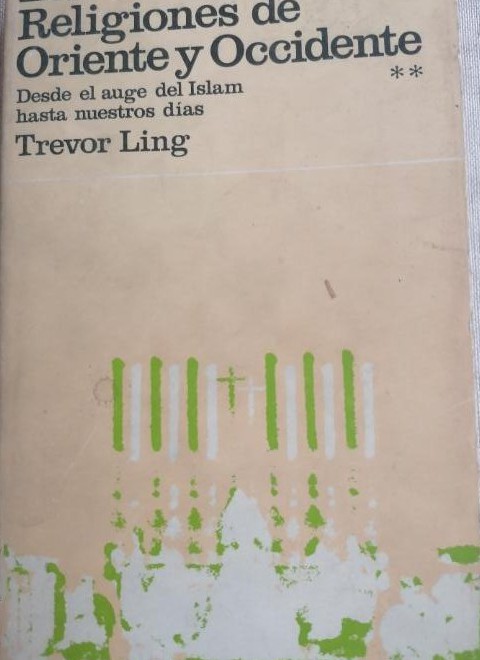 Religiones de
Oriente y Occidente
**
Desde el auge del Islam
hasta nuestros días
Trevor Ling